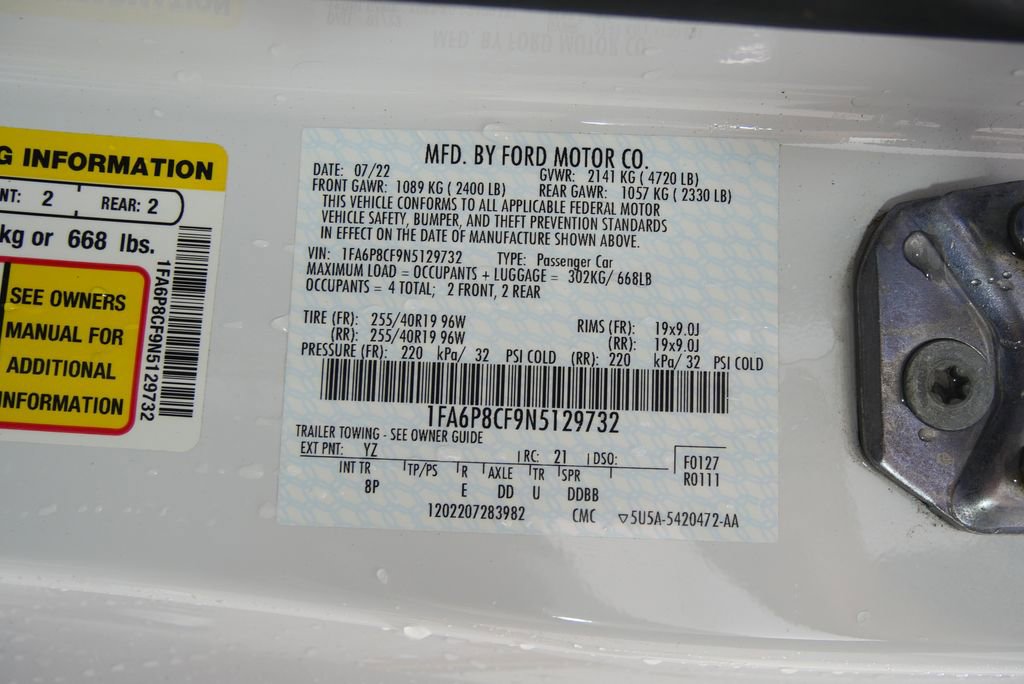 G INFORMATION
NT: 2 REAR: 2
kg or 668 lbs.
SEE OWNERS
MANUAL FOR
ADDITIONAL
INFORMATION
1FA6P8CF9N5129732
MFD. BY FORD MOTOR CO.
DATE: 07/22 GVWR: 2141 KG ( 4720 LB)
FRONT GAWR: 1089 KG ( 2400 LB) REAR GAWR: 1057 KG ( 2330 LB)
THIS VEHICLE CONFORMS TO ALL APPLICABLE FEDERAL MOTOR
VEHICLE SAFETY, BUMPER, AND THEFT PREVENTION STANDARDS
IN EFFECT ON THE DATE OF MANUFACTURE SHOWN ABOVE.
VIN: 1FA6P8CF9N5129732 TYPE: Passenger Car
MAXIMUM LOAD = OCCUPANTS + LUGGAGE = 302KG/ 668LB
OCCUPANTS = 4 TOTAL; 2 FRONT, 2 REAR
TIRE (FR): 255/40R19 96W RIMS (FR): 19x9.0J
(RR): 255/40R19 96W (RR): 19x9.0J
PRESSURE (FR): 220 kPa/ 32 PSI COLD (RR): 220 kPa/ 32 PSI COLD
1FA6P8CF9N5129732
TRAILER TOWING - SEE OWNER GUIDE
EXT PNT: YZ RC: 21 DSO: F0127
R0111
INT TR TP/PS R AXLE TR SPR
8P E DD U DDBB
1202207283982 CMC ▽5U5A-5420472-AA